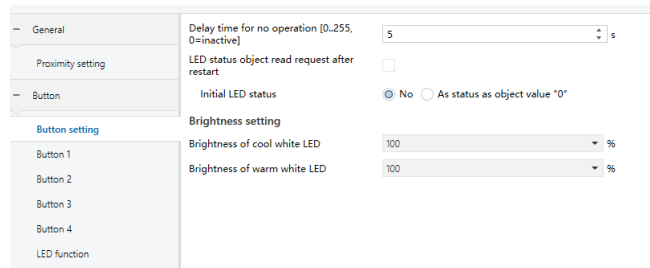 General
Proximity setting
Button
Button setting
Button 1
Button 2
Button 3
Button 4
LED function
Delay time for no operation [0..255,
0=inactive]
5
s
LED status object read request after
restart
Initial LED status
No
As status as object value "0"
Brightness setting
Brightness of cool white LED
100
%
Brightness of warm white LED
100
%